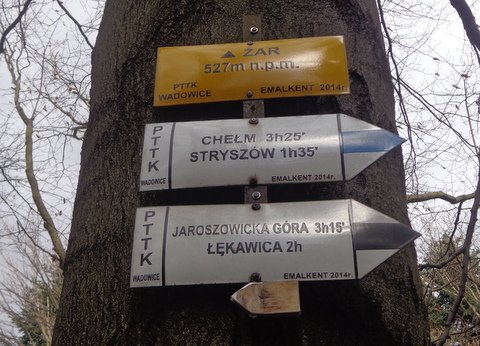 ▲ ŻAR
527m n.p.m.
PTTK
WADOWICE
EMALKENT 2014r.
PTTK
WADOWICE
CHEŁM 3h25'
STRYSZÓW 1h35'
EMALKENT 2014r.
PTTK
WADOWICE
JAROSZOWICKA GÓRA 3h15'
ŁĘKAWICA 2h
EMALKENT 2014r.